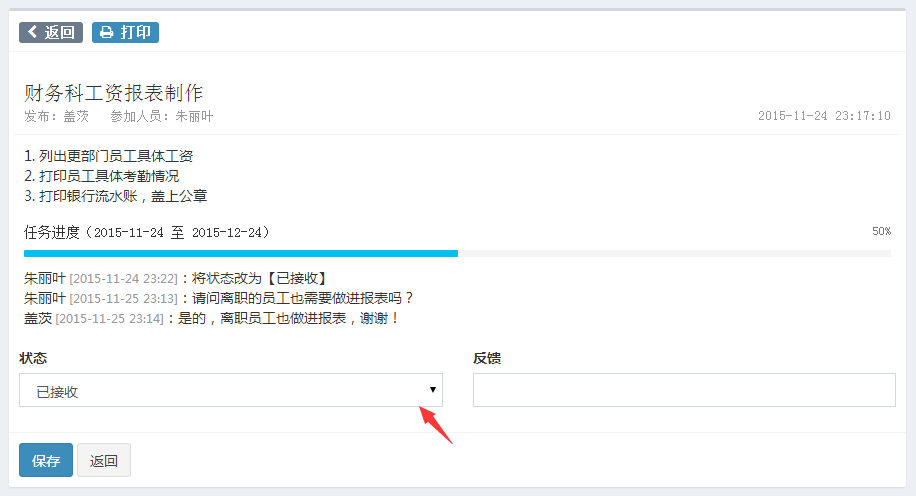 返回 打印
财务科工资报表制作
发布：盖茨 参加人员：朱丽叶 2015-11-24 23:17:10
1. 列出更部门员工具体工资
2. 打印员工具体考勤情况
3. 打印银行流水账，盖上公章
任务进度（2015-11-24 至 2015-12-24） 50%
朱丽叶 [2015-11-24 23:22]：将状态改为【已接收】
朱丽叶 [2015-11-25 23:13]：请问离职的员工也需要做进报表吗？
盖茨 [2015-11-25 23:14]：是的，离职员工也做进报表，谢谢！
状态 反馈
已接收
保存 返回